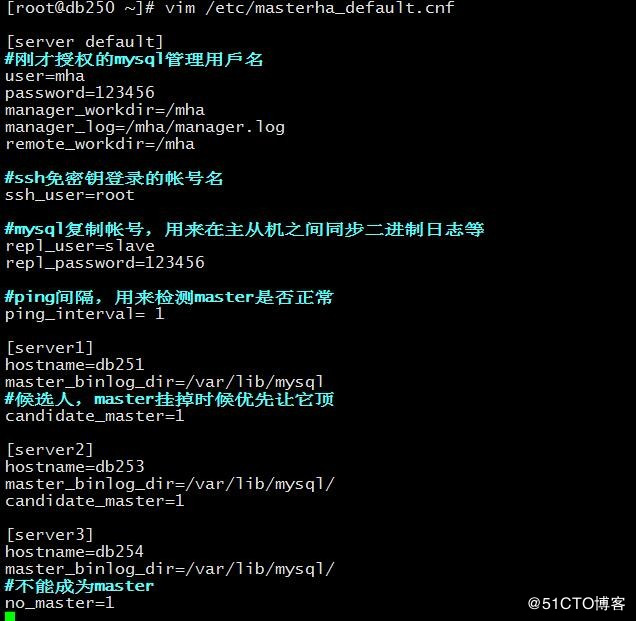 [root@db250 ~]# vim /etc/masterha_default.cnf
[server default]
#刚才授权的mysql管理用户名
user=mha
password=123456
manager_workdir=/mha
manager_log=/mha/manager.log
remote_workdir=/mha
#ssh免密钥登录的帐号名
ssh_user=root
#mysql复制帐号，用来在主从机之间同步二进制日志等
repl_user=slave
repl_password=123456
#ping间隔，用来检测master是否正常
ping_interval= 1
[server1]
hostname=db251
master_binlog_dir=/var/lib/mysql
#候选人，master挂掉时候优先让它顶
candidate_master=1
[server2]
hostname=db253
master_binlog_dir=/var/lib/mysql/
candidate_master=1
[server3]
hostname=db254
master_binlog_dir=/var/lib/mysql/
#不能成为master
no_master=1
@51CTO博客